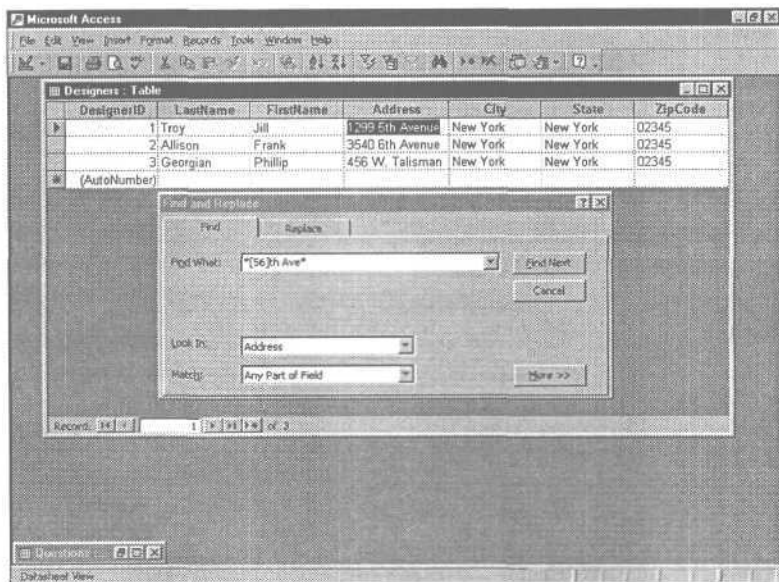 Microsoft Access
File Edit View Insert Format Records Tools Window Help
Designers : Table
DesignerID LastName FirstName Address City State ZipCode
1 Troy Jill 1299 5th Avenue New York New York 02345
2 Allison Frank 3540 6th Avenue New York New York 02345
3 Georgian Phillip 456 W. Talisman New York New York 02345
(AutoNumber)
Find and Replace
Find Replace
Find What: *[56]th Ave* Find Next
Cancel
Look In: Address
Match: Any Part of Field More >>
Record: 1 of 3
Questions : ...
Datasheet View